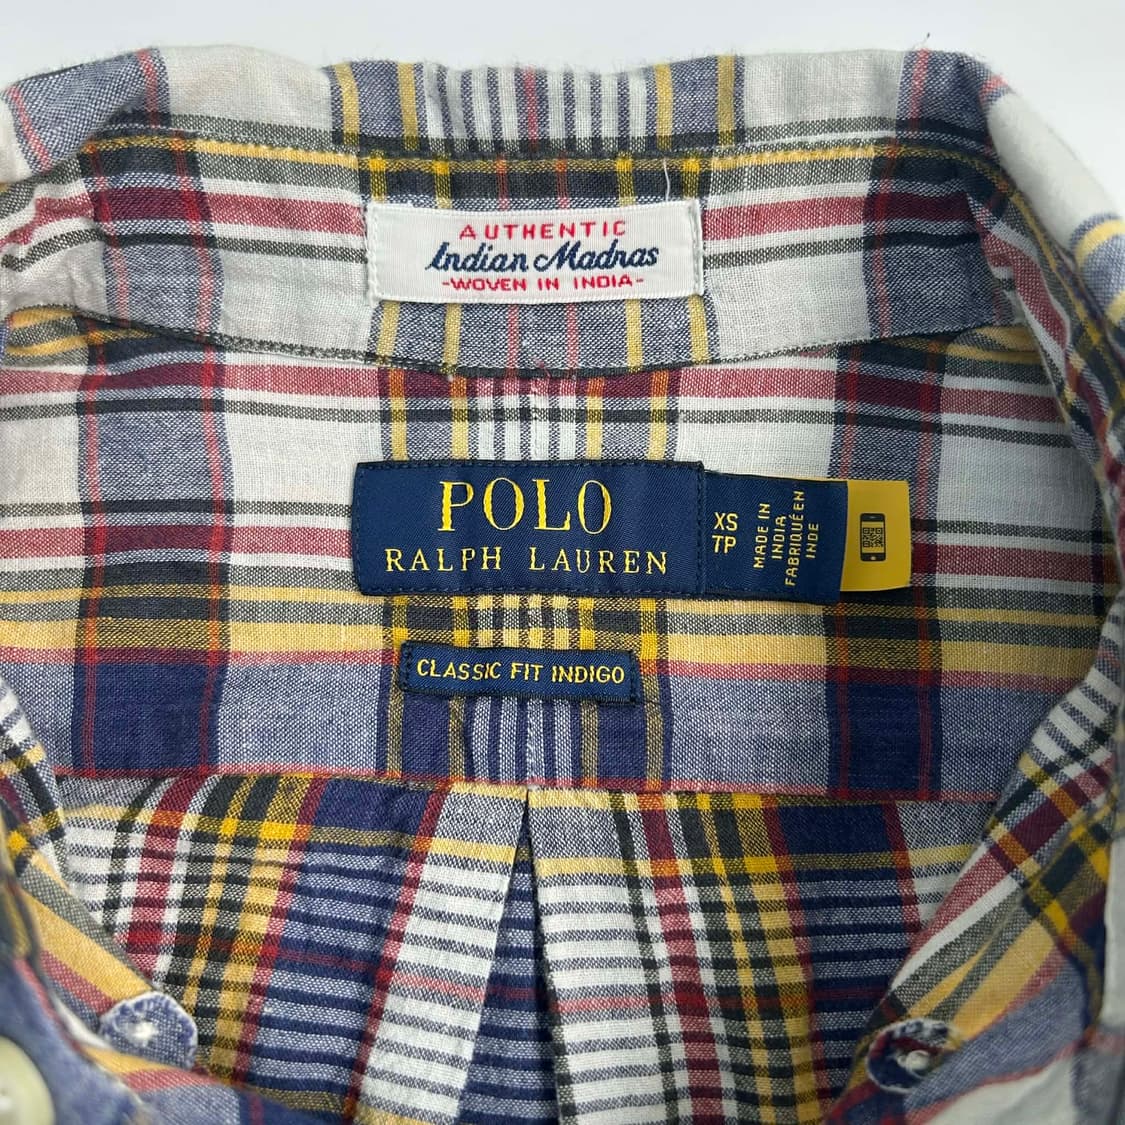 AUTHENTIC
Indian Madras
-WOVEN IN INDIA-
POLO
RALPH LAUREN
XS
TP
MADE IN
INDIA
FABRIQUÉ EN
INDE
CLASSIC FIT INDIGO